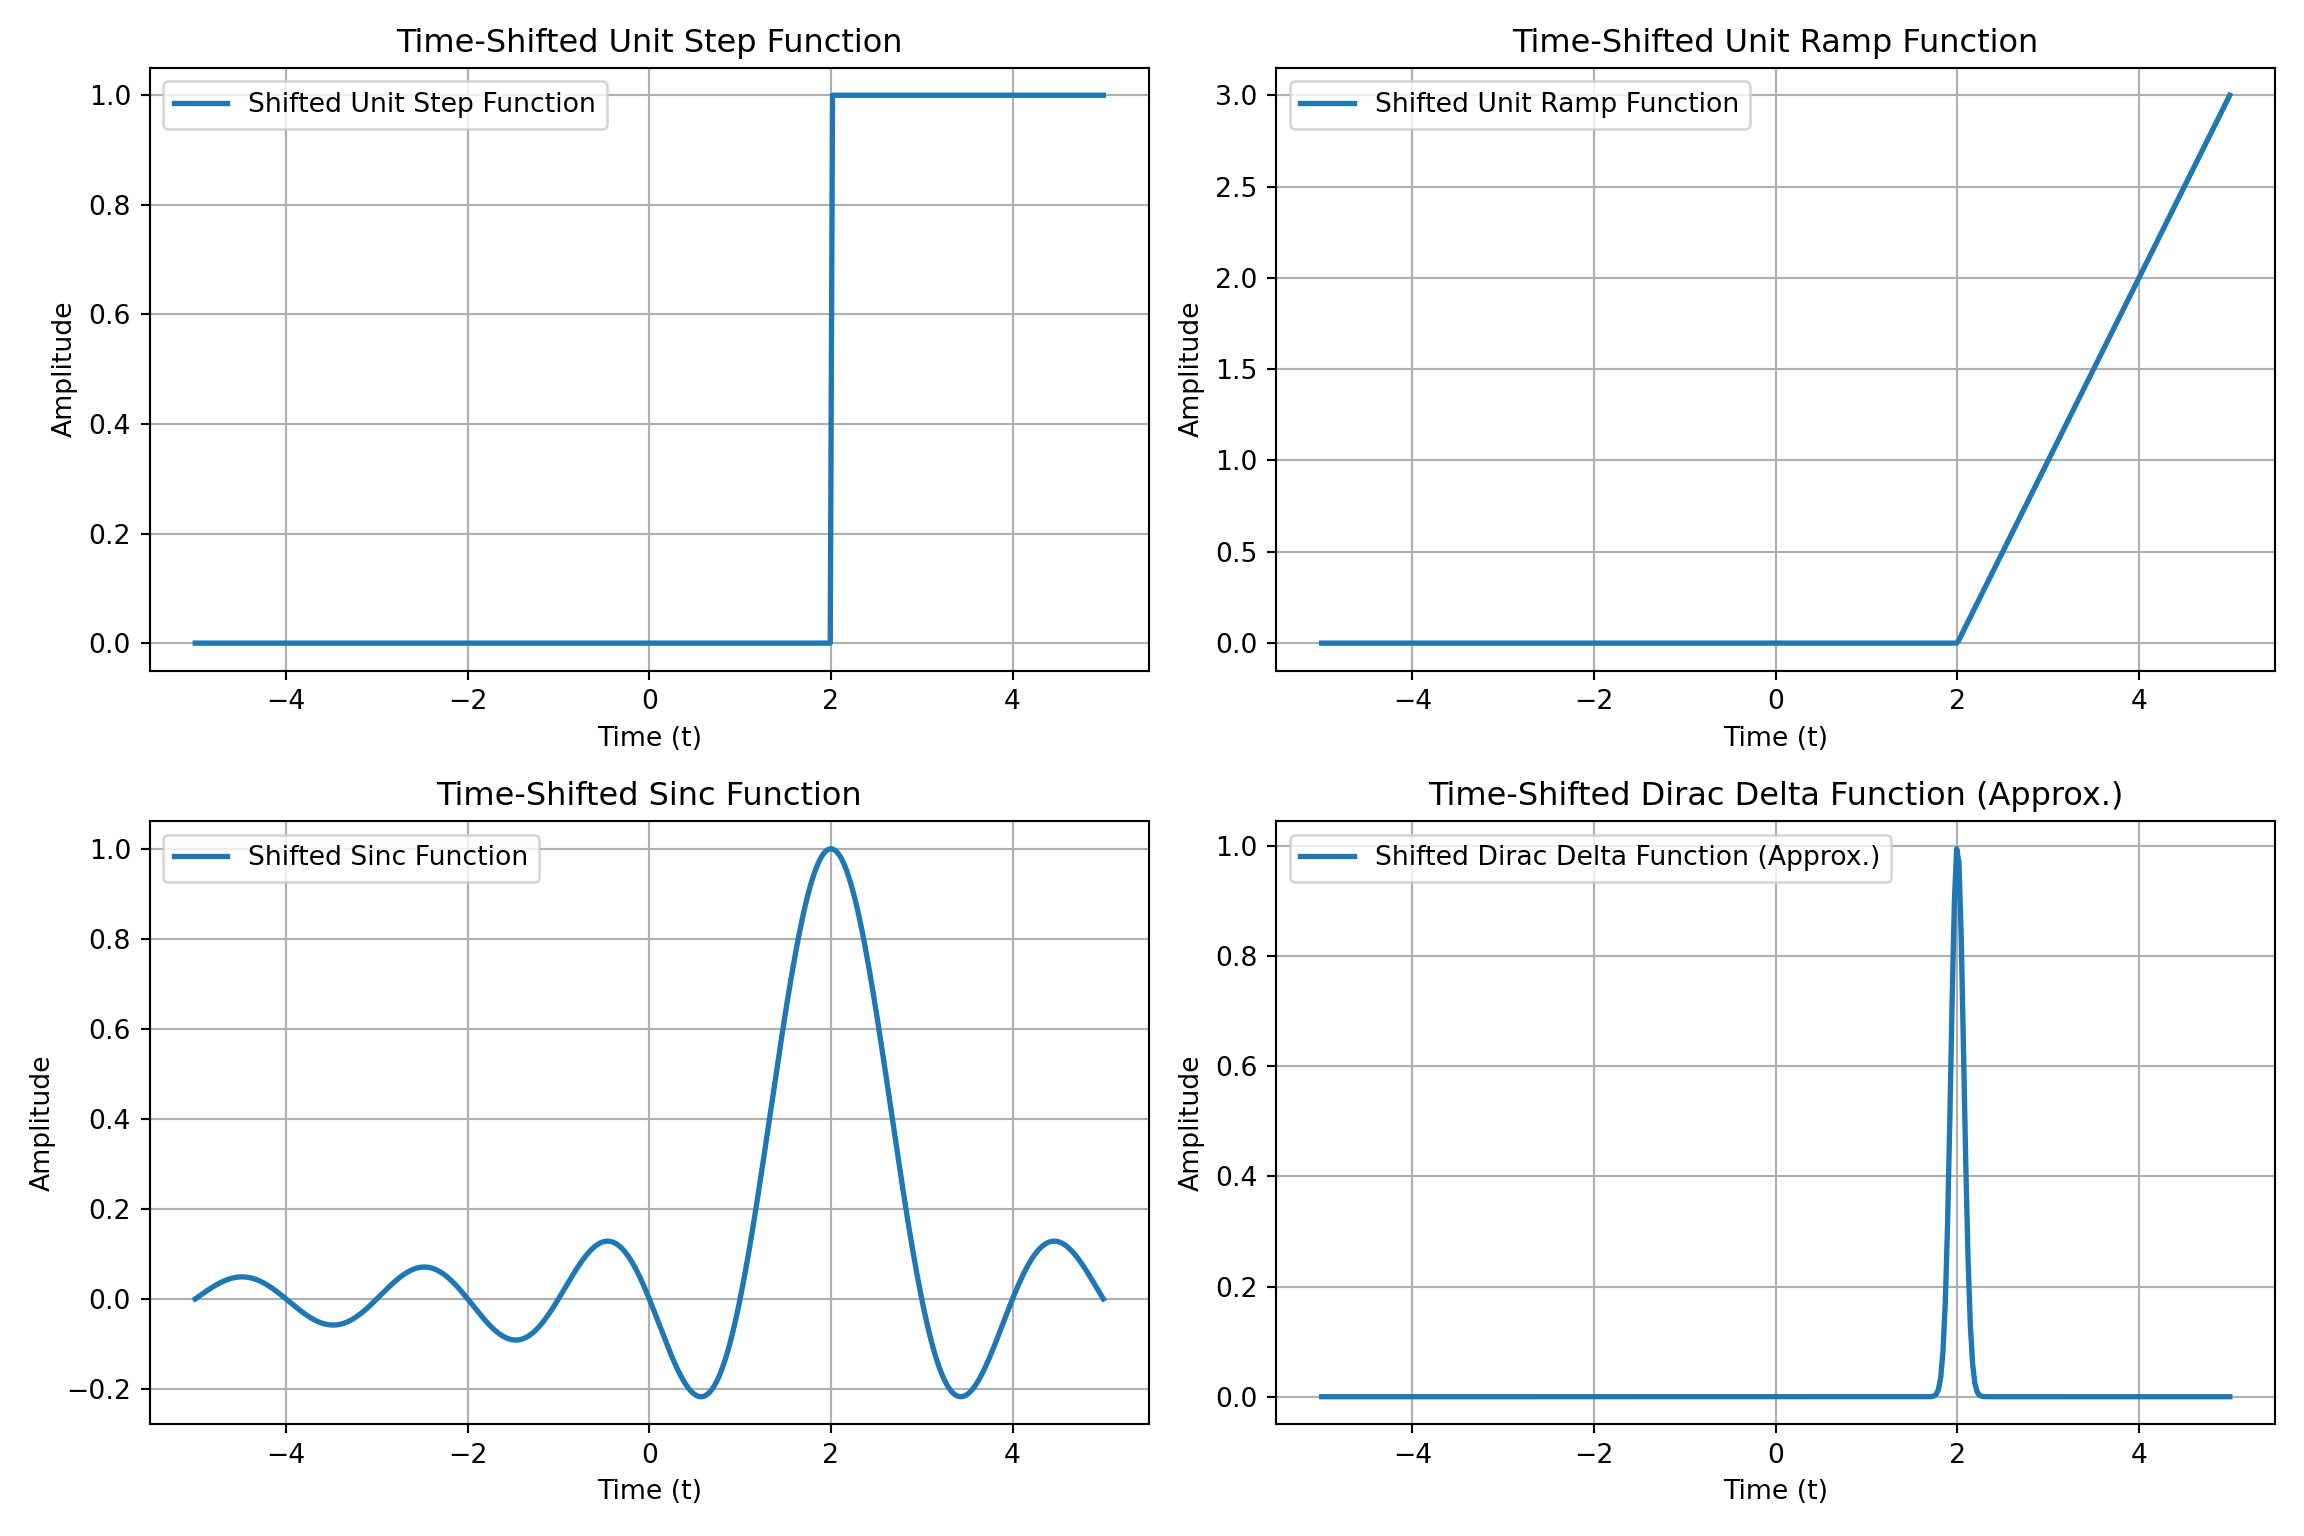 Time-Shifted Unit Step Function
Shifted Unit Step Function
1.0
0.8
0.6
0.4
0.2
0.0
Amplitude
−4 −2 0 2 4
Time (t)
Time-Shifted Unit Ramp Function
Shifted Unit Ramp Function
3.0
2.5
2.0
1.5
1.0
0.5
0.0
Amplitude
−4 −2 0 2 4
Time (t)
Time-Shifted Sinc Function
Shifted Sinc Function
1.0
0.8
0.6
0.4
0.2
0.0
−0.2
Amplitude
−4 −2 0 2 4
Time (t)
Time-Shifted Dirac Delta Function (Approx.)
Shifted Dirac Delta Function (Approx.)
1.0
0.8
0.6
0.4
0.2
0.0
Amplitude
−4 −2 0 2 4
Time (t)